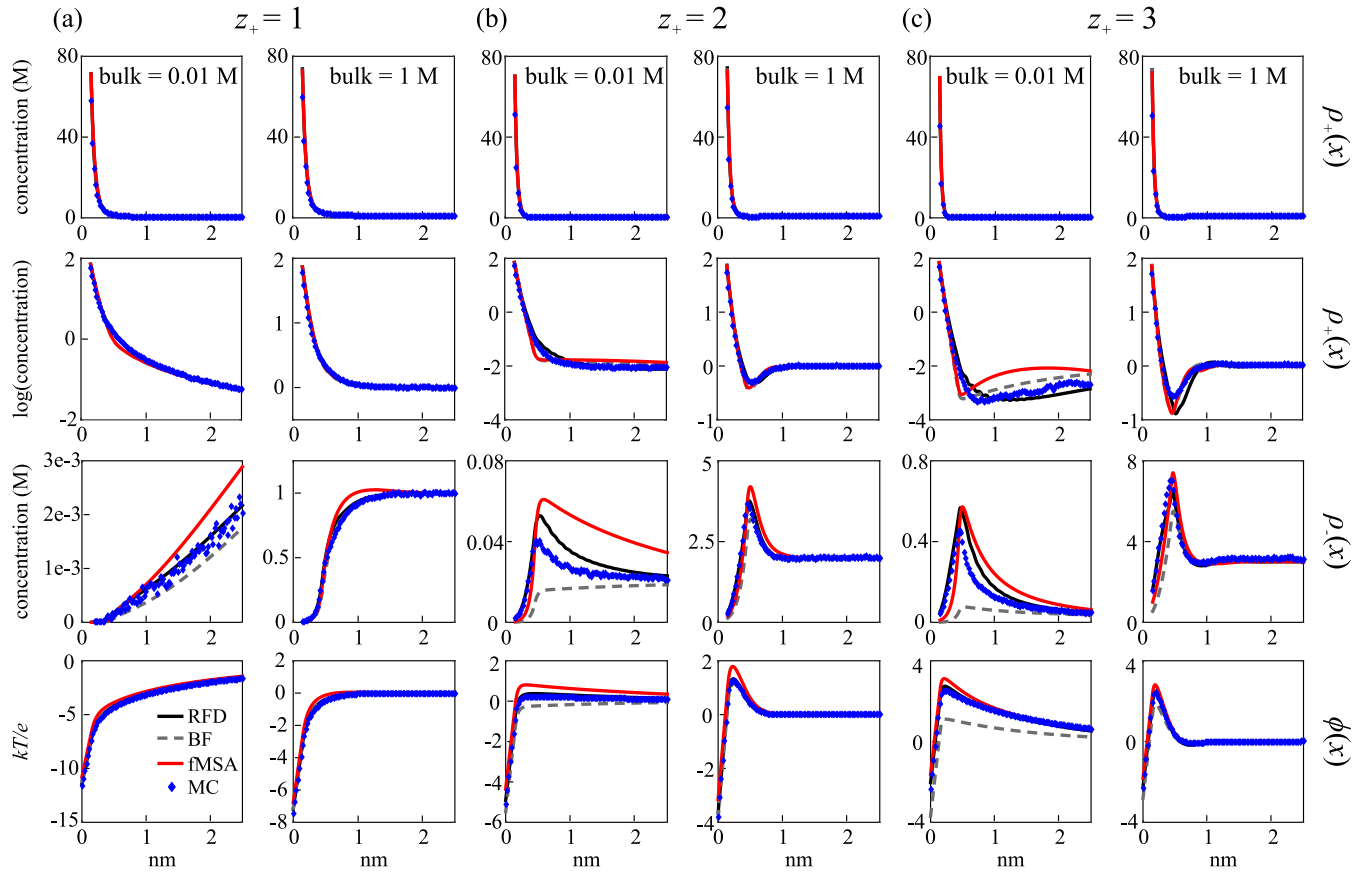 (a) z₊ = 1 (b) z₊ = 2 (c) z₊ = 3
concentration (M)
80 40 0
bulk = 0.01 M
0 1 2
80 40 0
bulk = 1 M
0 1 2
80 60 40 20 0
bulk = 0.01 M
0 1 2
80 60 40 20 0
bulk = 1 M
0 1 2
80 60 40 20 0
bulk = 0.01 M
0 1 2
80 40 0
bulk = 1 M
0 1 2
ρ₊(x)
log(concentration)
2 0 -2
0 1 2
2 1 0
0 1 2
2 0 -2 -4
0 1 2
2 1 0 -1
0 1 2
2 0 -2 -4
0 1 2
2 1 0 -1
0 1 2
ρ₊(x)
concentration (M)
3e-3 2e-3 1e-3 0
0 1 2
1 0.5 0
0 1 2
0.08 0.04 0
0 1 2
5 2.5 0
0 1 2
0.8 0.4 0
0 1 2
8 4 0
0 1 2
ρ₋(x)
kT/e
0 -5 -10 -15
RFD
BF
fMSA
MC
0 1 2
nm
2 0 -2 -4 -6 -8
0 1 2
nm
2 0 -2 -4 -6
0 1 2
nm
2 0 -2 -4
0 1 2
nm
4 0 -4
0 1 2
nm
4 0 -4
0 1 2
nm
ϕ(x)